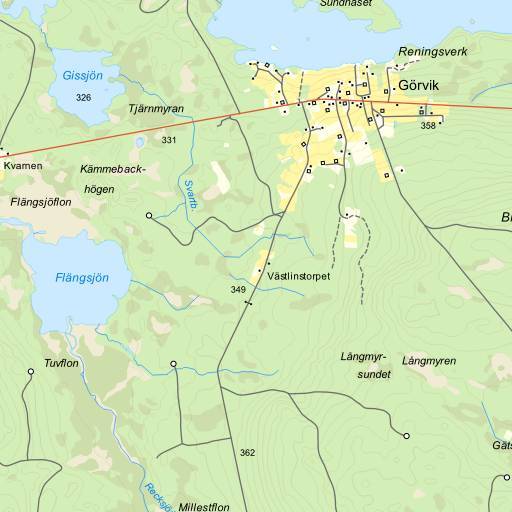 Sundnäset
Reningsverk
Gissjön
Görvik
326
Tjärnmyran
358
331
Kvarnen
Kämmeback-
högen
Svartb.
Flängsjöflon
Flängsjön
Västlinstorpet
349
Tuvflon
Långmyr-
sundet
Långmyren
362
Millestflon